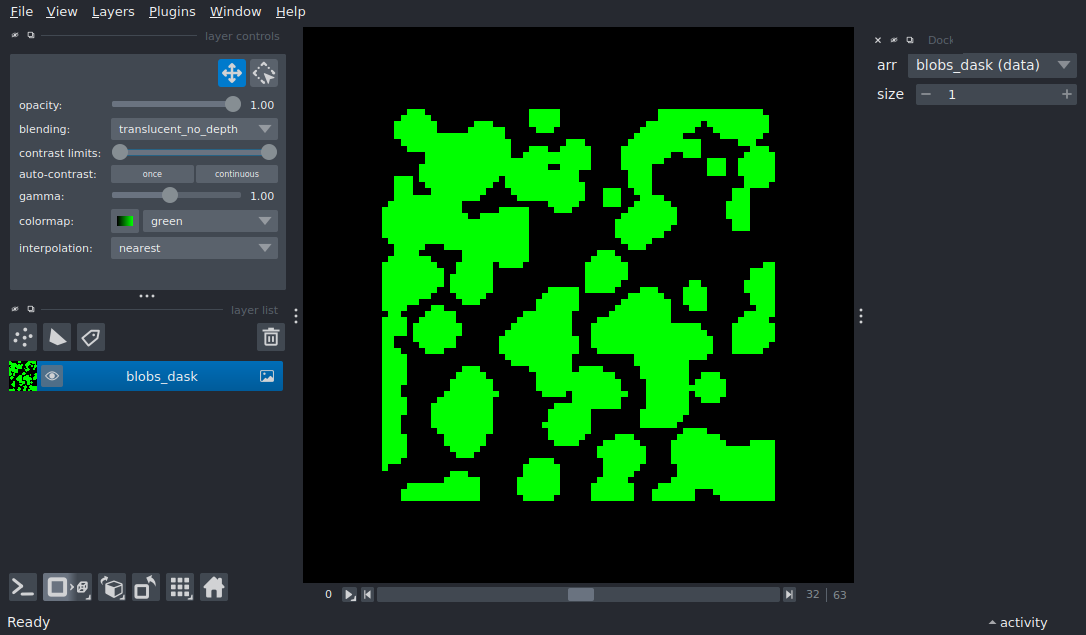 File View Layers Plugins Window Help
layer controls
opacity: 1.00
blending: translucent_no_depth
contrast limits:
auto-contrast: once continuous
gamma: 1.00
colormap: green
interpolation: nearest
layer list
blobs_dask
Dock
arr blobs_dask (data)
size 1
0 32 63
Ready
activity